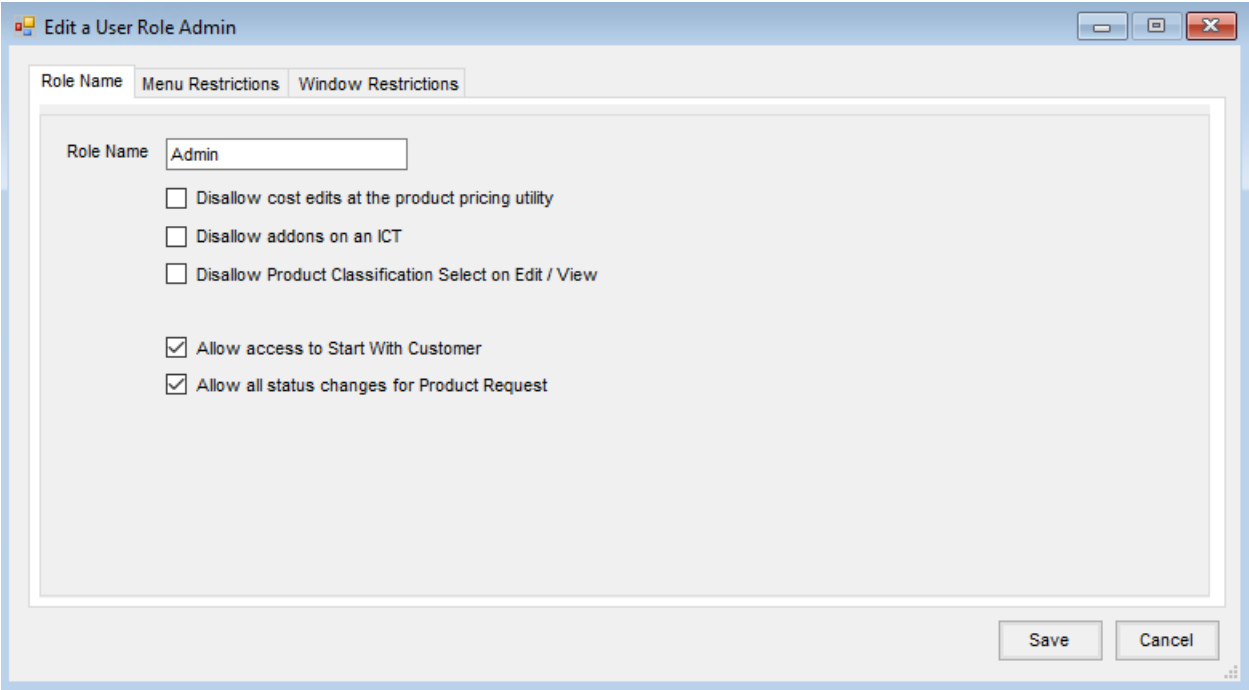 Edit a User Role Admin
Role Name Menu Restrictions Window Restrictions
Role Name Admin
Disallow cost edits at the product pricing utility
Disallow addons on an ICT
Disallow Product Classification Select on Edit / View
Allow access to Start With Customer
Allow all status changes for Product Request
Save Cancel